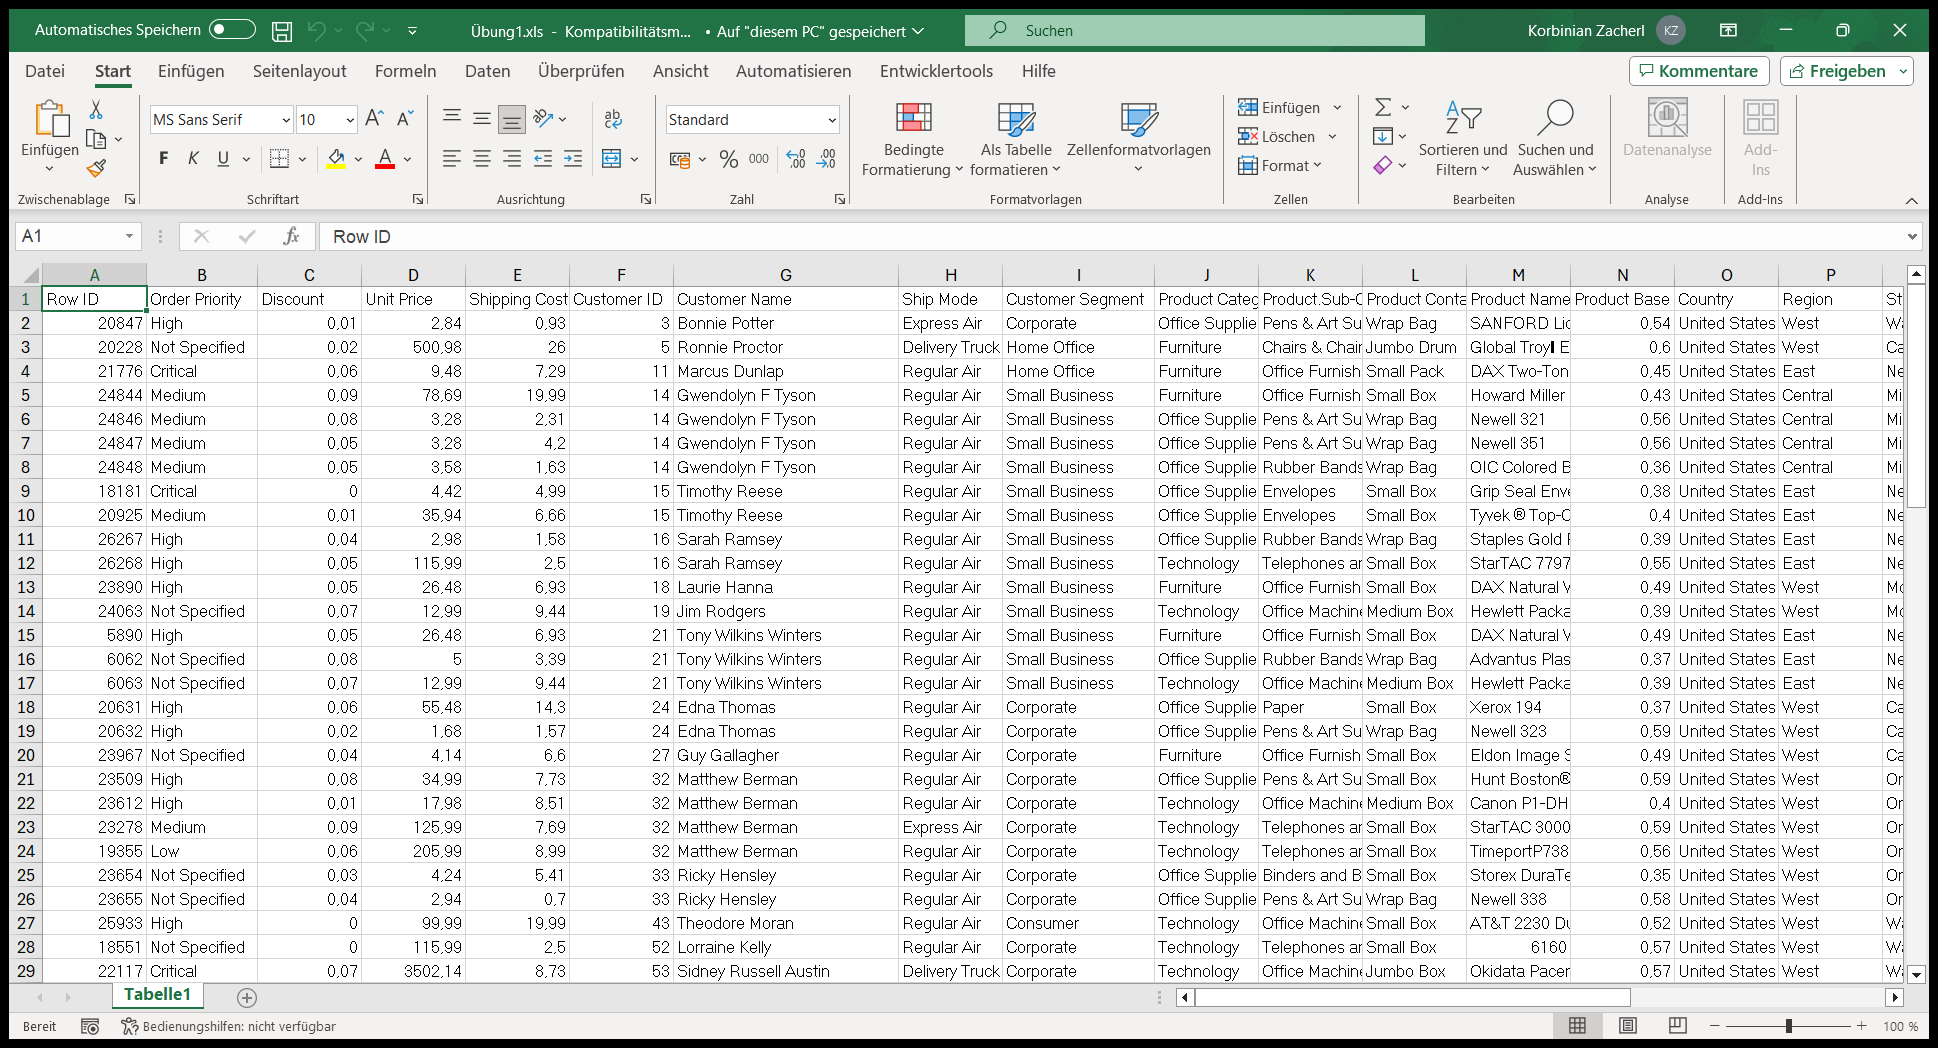 Automatisches Speichern Übung1.xls - Kompatibilitätsm... • Auf "diesem PC" gespeichert Suchen Korbinian Zacherl KZ
Datei Start Einfügen Seitenlayout Formeln Daten Überprüfen Ansicht Automatisieren Entwicklertools Hilfe Kommentare Freigeben
Einfügen
Zwischenablage
MS Sans Serif 10
F K U
Schriftart
Ausrichtung
Standard
% 000
Zahl
Bedingte Formatierung
Als Tabelle formatieren
Zellenformatvorlagen
Formatvorlagen
Einfügen
Löschen
Format
Zellen
Sortieren und Filtern
Suchen und Auswählen
Bearbeiten
Datenanalyse
Analyse
Add-Ins
Add-Ins
A1 fx Row ID
A B C D E F G H I J K L M N O P
1 Row ID Order Priority Discount Unit Price Shipping Cost Customer ID Customer Name Ship Mode Customer Segment Product Categ Product Sub-C Product Conta Product Name Product Base Country Region St
2 20847 High 0,01 2,84 0,93 3 Bonnie Potter Express Air Corporate Office Supplie Pens & Art Su Wrap Bag SANFORD Lic 0,54 United States West Wa
3 20228 Not Specified 0,02 500,98 26 5 Ronnie Proctor Delivery Truck Home Office Furniture Chairs & Chair Jumbo Drum Global Troy E 0,6 United States West Ca
4 21776 Critical 0,06 9,48 7,29 11 Marcus Dunlap Regular Air Home Office Furniture Office Furnish Small Pack DAX Two-Ton 0,45 United States East Ne
5 24844 Medium 0,09 78,69 19,99 14 Gwendolyn F Tyson Regular Air Small Business Furniture Office Furnish Small Box Howard Miller 0,43 United States Central Mi
6 24846 Medium 0,08 3,28 2,31 14 Gwendolyn F Tyson Regular Air Small Business Office Supplie Pens & Art Su Wrap Bag Newell 321 0,56 United States Central Mi
7 24847 Medium 0,05 3,28 4,2 14 Gwendolyn F Tyson Regular Air Small Business Office Supplie Pens & Art Su Wrap Bag Newell 351 0,56 United States Central Mi
8 24848 Medium 0,05 3,58 1,63 14 Gwendolyn F Tyson Regular Air Small Business Office Supplie Rubber Bands Wrap Bag OIC Colored B 0,36 United States Central Mi
9 18181 Critical 0 4,42 4,99 15 Timothy Reese Regular Air Small Business Office Supplie Envelopes Small Box Grip Seal Enve 0,38 United States East Ne
10 20925 Medium 0,01 35,94 6,66 15 Timothy Reese Regular Air Small Business Office Supplie Envelopes Small Box Tyvek ® Top-O 0,4 United States East Ne
11 26267 High 0,04 2,98 1,58 16 Sarah Ramsey Regular Air Small Business Office Supplie Rubber Bands Wrap Bag Staples Gold P 0,39 United States East Ne
12 26268 High 0,05 115,99 2,5 16 Sarah Ramsey Regular Air Small Business Technology Telephones ar Small Box StarTAC 7797 0,55 United States East Ne
13 23890 High 0,05 26,48 6,93 18 Laurie Hanna Regular Air Small Business Furniture Office Furnish Small Box DAX Natural V 0,49 United States West Mo
14 24063 Not Specified 0,07 12,99 9,44 19 Jim Rodgers Regular Air Small Business Technology Office Machine Medium Box Hewlett Packa 0,39 United States West Mo
15 5890 High 0,05 26,48 6,93 21 Tony Wilkins Winters Regular Air Small Business Furniture Office Furnish Small Box DAX Natural V 0,49 United States East Ne
16 6062 Not Specified 0,08 5 3,39 21 Tony Wilkins Winters Regular Air Small Business Office Supplie Rubber Bands Wrap Bag Advantus Plas 0,37 United States East Ne
17 6063 Not Specified 0,07 12,99 9,44 21 Tony Wilkins Winters Regular Air Small Business Technology Office Machine Medium Box Hewlett Packa 0,39 United States East Ne
18 20631 High 0,06 55,48 14,3 24 Edna Thomas Regular Air Corporate Office Supplie Paper Small Box Xerox 194 0,37 United States West Ca
19 20632 High 0,02 1,68 1,57 24 Edna Thomas Regular Air Corporate Office Supplie Pens & Art Su Wrap Bag Newell 323 0,59 United States West Ca
20 23967 Not Specified 0,04 4,14 6,6 27 Guy Gallagher Regular Air Corporate Furniture Office Furnish Small Box Eldon Image S 0,49 United States West Ca
21 23509 High 0,08 34,99 7,73 32 Matthew Berman Regular Air Corporate Office Supplie Pens & Art Su Small Box Hunt Boston® 0,59 United States West Or
22 23612 High 0,01 17,98 8,51 32 Matthew Berman Regular Air Corporate Technology Office Machine Medium Box Canon P1-DH 0,4 United States West Or
23 23278 Medium 0,09 125,99 7,69 32 Matthew Berman Express Air Corporate Technology Telephones ar Small Box StarTAC 3000 0,59 United States West Or
24 19355 Low 0,06 205,99 8,99 32 Matthew Berman Regular Air Corporate Technology Telephones ar Small Box TimeportP738 0,56 United States West Or
25 23654 Not Specified 0,03 4,24 5,41 33 Ricky Hensley Regular Air Corporate Office Supplie Binders and B Small Box Storex DuraTe 0,35 United States West Or
26 23655 Not Specified 0,04 2,94 0,7 33 Ricky Hensley Regular Air Corporate Office Supplie Pens & Art Su Wrap Bag Newell 338 0,58 United States West Or
27 25933 High 0 99,99 19,99 43 Theodore Moran Regular Air Consumer Technology Office Machine Small Box AT&T 2230 Du 0,52 United States West Wa
28 18551 Not Specified 0 115,99 2,5 52 Lorraine Kelly Regular Air Corporate Technology Telephones ar Small Box 6160 0,57 United States West Wa
29 22117 Critical 0,07 3502,14 8,73 53 Sidney Russell Austin Delivery Truck Corporate Technology Office Machine Jumbo Box Okidata Pacer 0,57 United States West Wa
Tabelle1
Bereit Bedienungshilfen: nicht verfügbar 100 %